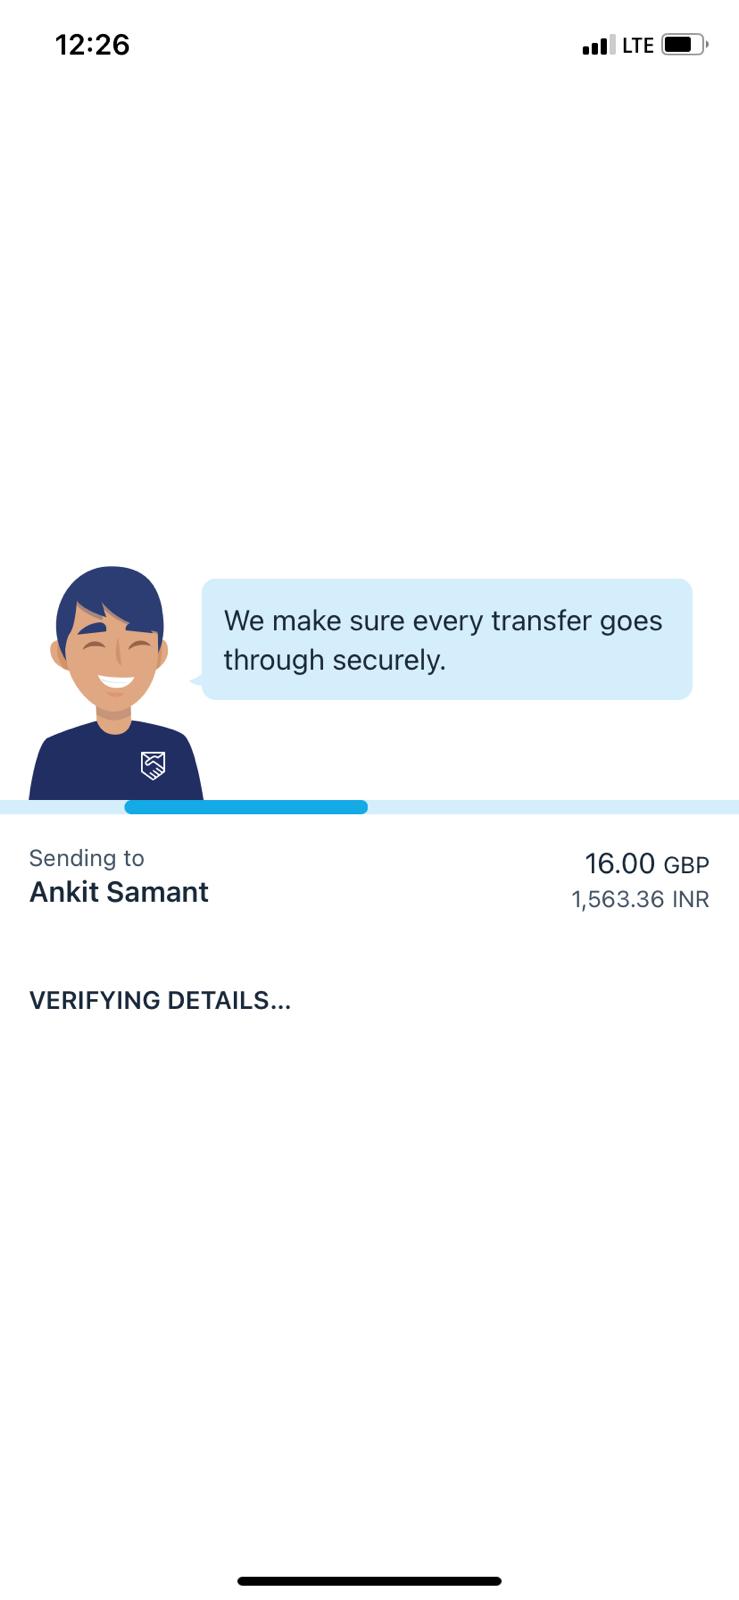 12:26
LTE
We make sure every transfer goes
through securely.
Sending to
16.00 GBP
Ankit Samant
1,563.36 INR
VERIFYING DETAILS...